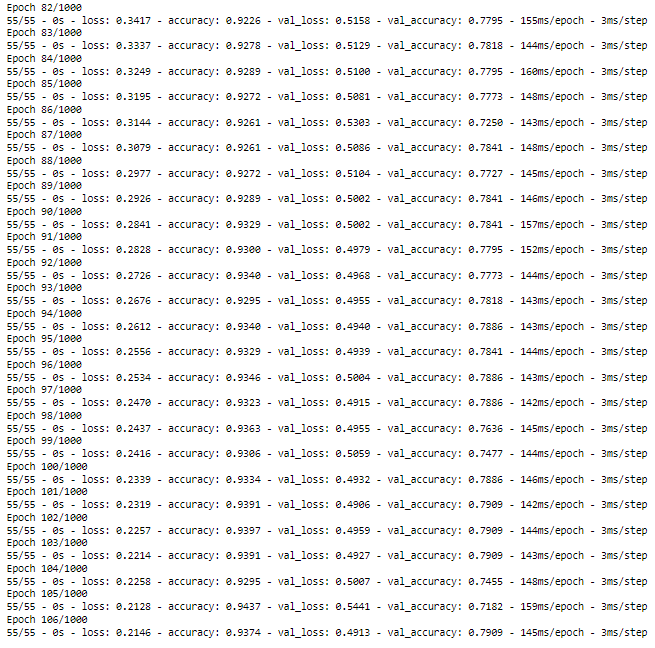 Epoch 82/1000
55/55 - 0s - loss: 0.3417 - accuracy: 0.9226 - val_loss: 0.5158 - val_accuracy: 0.7795 - 155ms/epoch - 3ms/step
Epoch 83/1000
55/55 - 0s - loss: 0.3337 - accuracy: 0.9278 - val_loss: 0.5129 - val_accuracy: 0.7818 - 144ms/epoch - 3ms/step
Epoch 84/1000
55/55 - 0s - loss: 0.3249 - accuracy: 0.9289 - val_loss: 0.5100 - val_accuracy: 0.7795 - 160ms/epoch - 3ms/step
Epoch 85/1000
55/55 - 0s - loss: 0.3195 - accuracy: 0.9272 - val_loss: 0.5081 - val_accuracy: 0.7773 - 148ms/epoch - 3ms/step
Epoch 86/1000
55/55 - 0s - loss: 0.3144 - accuracy: 0.9261 - val_loss: 0.5303 - val_accuracy: 0.7250 - 143ms/epoch - 3ms/step
Epoch 87/1000
55/55 - 0s - loss: 0.3079 - accuracy: 0.9261 - val_loss: 0.5086 - val_accuracy: 0.7841 - 148ms/epoch - 3ms/step
Epoch 88/1000
55/55 - 0s - loss: 0.2977 - accuracy: 0.9272 - val_loss: 0.5104 - val_accuracy: 0.7727 - 145ms/epoch - 3ms/step
Epoch 89/1000
55/55 - 0s - loss: 0.2926 - accuracy: 0.9289 - val_loss: 0.5002 - val_accuracy: 0.7841 - 146ms/epoch - 3ms/step
Epoch 90/1000
55/55 - 0s - loss: 0.2841 - accuracy: 0.9329 - val_loss: 0.5002 - val_accuracy: 0.7841 - 157ms/epoch - 3ms/step
Epoch 91/1000
55/55 - 0s - loss: 0.2828 - accuracy: 0.9300 - val_loss: 0.4979 - val_accuracy: 0.7795 - 152ms/epoch - 3ms/step
Epoch 92/1000
55/55 - 0s - loss: 0.2726 - accuracy: 0.9340 - val_loss: 0.4968 - val_accuracy: 0.7773 - 144ms/epoch - 3ms/step
Epoch 93/1000
55/55 - 0s - loss: 0.2676 - accuracy: 0.9295 - val_loss: 0.4955 - val_accuracy: 0.7818 - 143ms/epoch - 3ms/step
Epoch 94/1000
55/55 - 0s - loss: 0.2612 - accuracy: 0.9340 - val_loss: 0.4940 - val_accuracy: 0.7886 - 143ms/epoch - 3ms/step
Epoch 95/1000
55/55 - 0s - loss: 0.2556 - accuracy: 0.9329 - val_loss: 0.4939 - val_accuracy: 0.7841 - 144ms/epoch - 3ms/step
Epoch 96/1000
55/55 - 0s - loss: 0.2534 - accuracy: 0.9346 - val_loss: 0.5004 - val_accuracy: 0.7886 - 143ms/epoch - 3ms/step
Epoch 97/1000
55/55 - 0s - loss: 0.2470 - accuracy: 0.9323 - val_loss: 0.4915 - val_accuracy: 0.7886 - 142ms/epoch - 3ms/step
Epoch 98/1000
55/55 - 0s - loss: 0.2437 - accuracy: 0.9363 - val_loss: 0.4955 - val_accuracy: 0.7636 - 145ms/epoch - 3ms/step
Epoch 99/1000
55/55 - 0s - loss: 0.2416 - accuracy: 0.9306 - val_loss: 0.5059 - val_accuracy: 0.7477 - 144ms/epoch - 3ms/step
Epoch 100/1000
55/55 - 0s - loss: 0.2339 - accuracy: 0.9334 - val_loss: 0.4932 - val_accuracy: 0.7886 - 146ms/epoch - 3ms/step
Epoch 101/1000
55/55 - 0s - loss: 0.2319 - accuracy: 0.9391 - val_loss: 0.4906 - val_accuracy: 0.7909 - 142ms/epoch - 3ms/step
Epoch 102/1000
55/55 - 0s - loss: 0.2257 - accuracy: 0.9397 - val_loss: 0.4959 - val_accuracy: 0.7909 - 144ms/epoch - 3ms/step
Epoch 103/1000
55/55 - 0s - loss: 0.2214 - accuracy: 0.9391 - val_loss: 0.4927 - val_accuracy: 0.7909 - 143ms/epoch - 3ms/step
Epoch 104/1000
55/55 - 0s - loss: 0.2258 - accuracy: 0.9295 - val_loss: 0.5007 - val_accuracy: 0.7455 - 148ms/epoch - 3ms/step
Epoch 105/1000
55/55 - 0s - loss: 0.2128 - accuracy: 0.9437 - val_loss: 0.5441 - val_accuracy: 0.7182 - 159ms/epoch - 3ms/step
Epoch 106/1000
55/55 - 0s - loss: 0.2146 - accuracy: 0.9374 - val_loss: 0.4913 - val_accuracy: 0.7909 - 145ms/epoch - 3ms/step